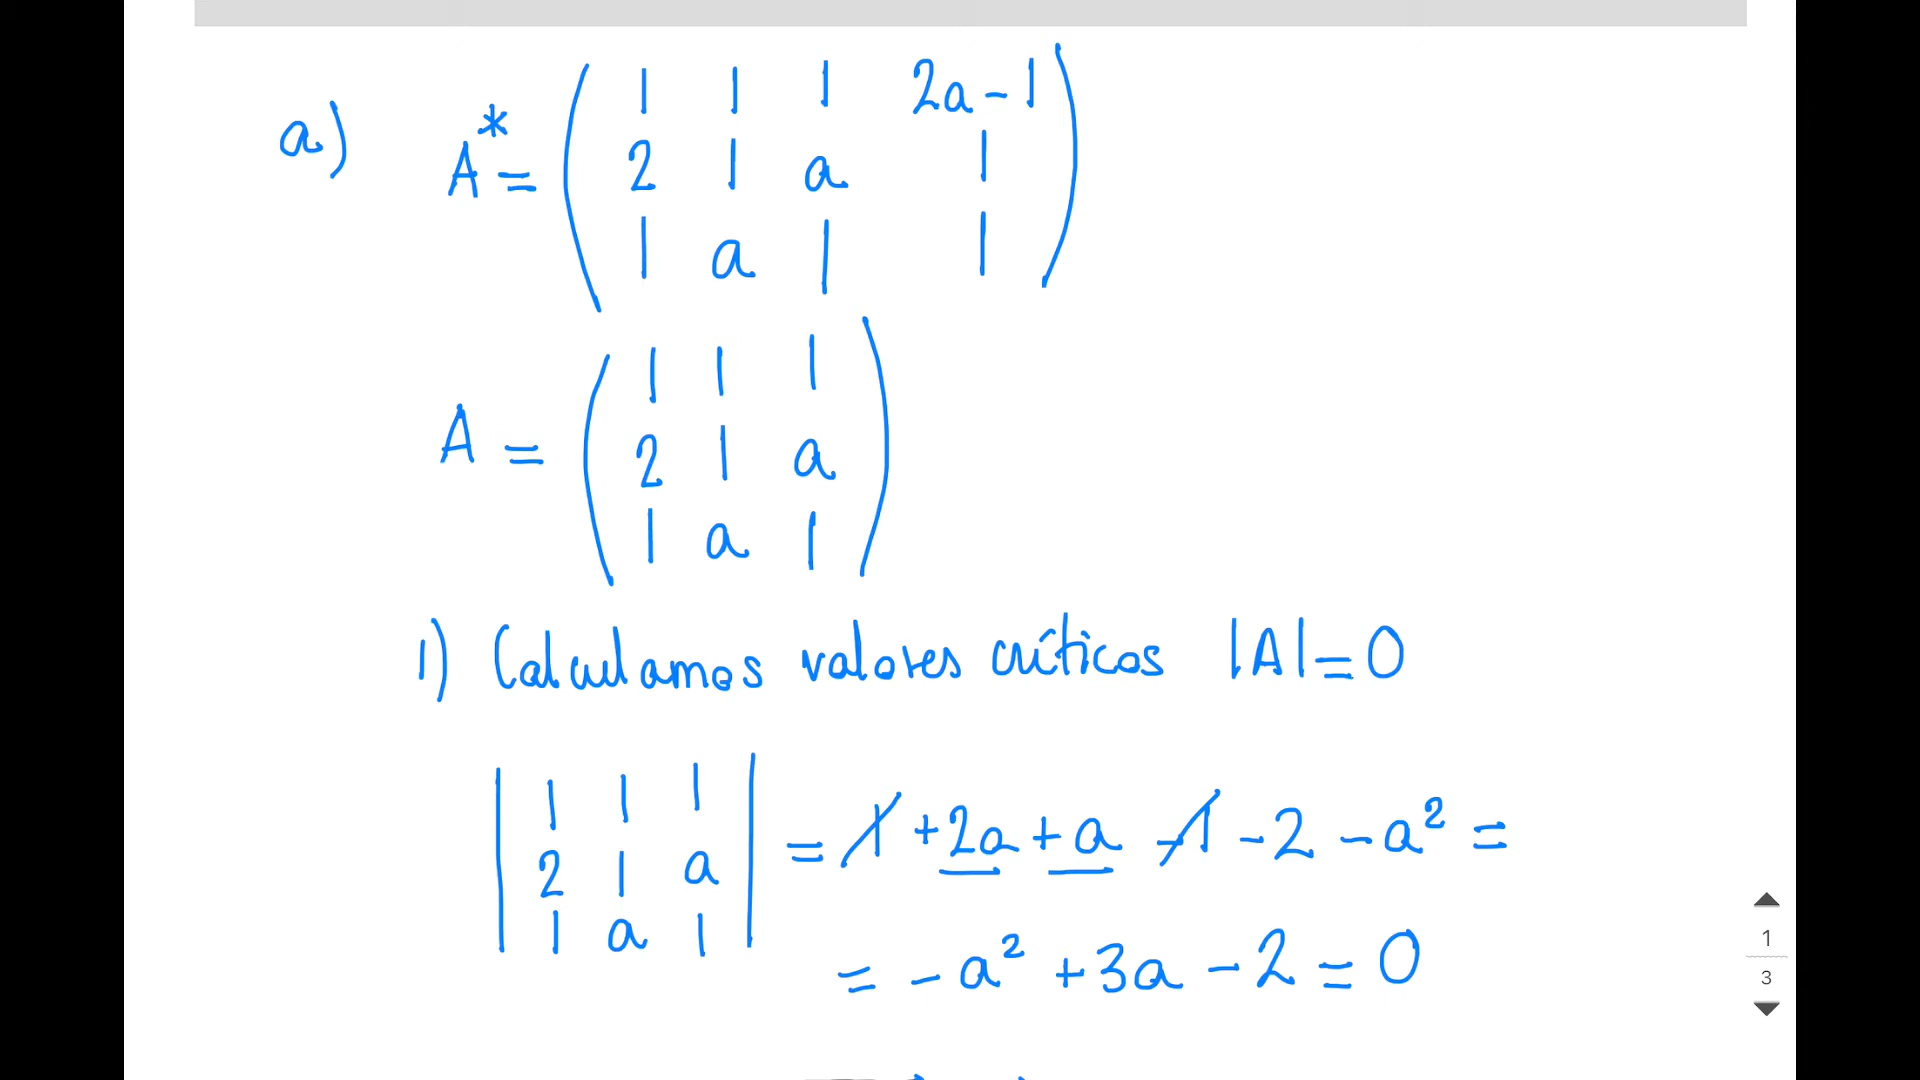 a) A* = ( 1 1 1 2a-1
2 1 a 1
1 a 1 1 )
A = ( 1 1 1
2 1 a
1 a 1 )
1) Calculamos valores críticos |A|=0
| 1 1 1
2 1 a
1 a 1 | = 1 +2a +a -1 -2 -a² =
= -a² +3a -2 = 0
1
3